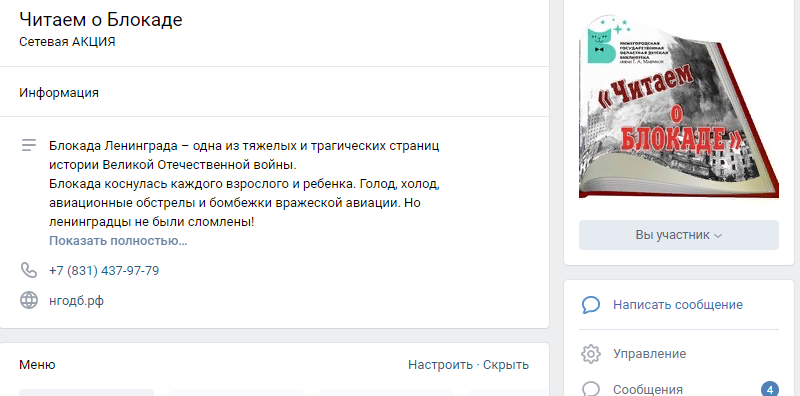 Читаем о Блокаде
Сетевая АКЦИЯ
Информация
Блокада Ленинграда – одна из тяжелых и трагических страниц
истории Великой Отечественной войны.
Блокада коснулась каждого взрослого и ребенка. Голод, холод,
авиационные обстрелы и бомбежки вражеской авиации. Но
ленинградцы не были сломлены!
Показать полностью...
+7 (831) 437-97-79
нгодб.рф
Меню
Настроить · Скрыть
НИЖЕГОРОДСКАЯ
ГОСУДАРСТВЕННАЯ
ОБЛАСТНАЯ ДЕТСКАЯ
БИБЛИОТЕКА
«Читаем
о
БЛОКАДЕ»
Вы участник
Написать сообщение
Управление
Сообщения
4